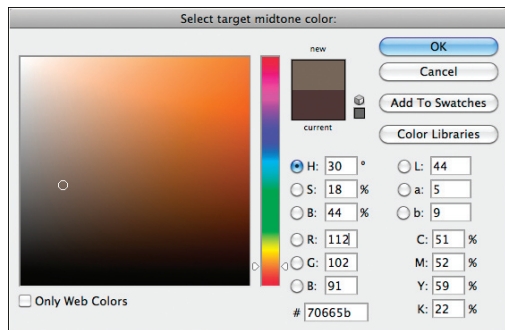 Select target midtone color:
new
current
OK
Cancel
Add To Swatches
Color Libraries
H: 30 °
S: 18 %
B: 44 %
R: 112
G: 102
B: 91
# 70665b
L: 44
a: 5
b: 9
C: 51 %
M: 52 %
Y: 59 %
K: 22 %
Only Web Colors